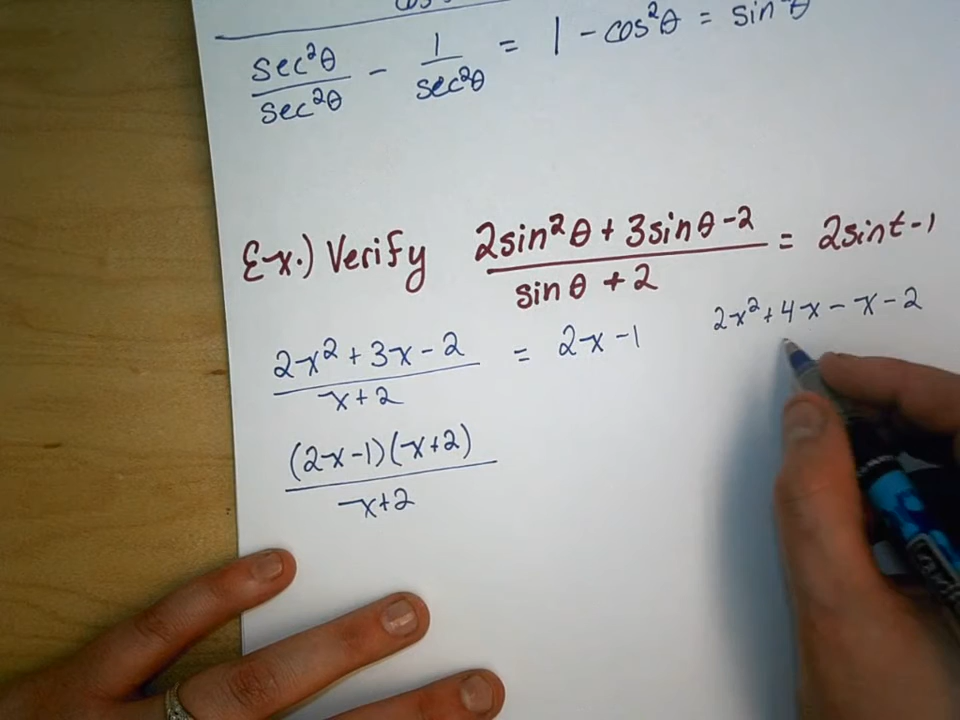 sec²θ/sec²θ - 1/sec²θ = 1 - cos²θ = sin²θ
Ex.) Verify (2sin²θ + 3sinθ - 2)/(sinθ + 2) = 2sint - 1
(2x² + 3x - 2)/(x + 2) = 2x - 1
2x² + 4x - x - 2
(2x - 1)(x + 2)/(x + 2)